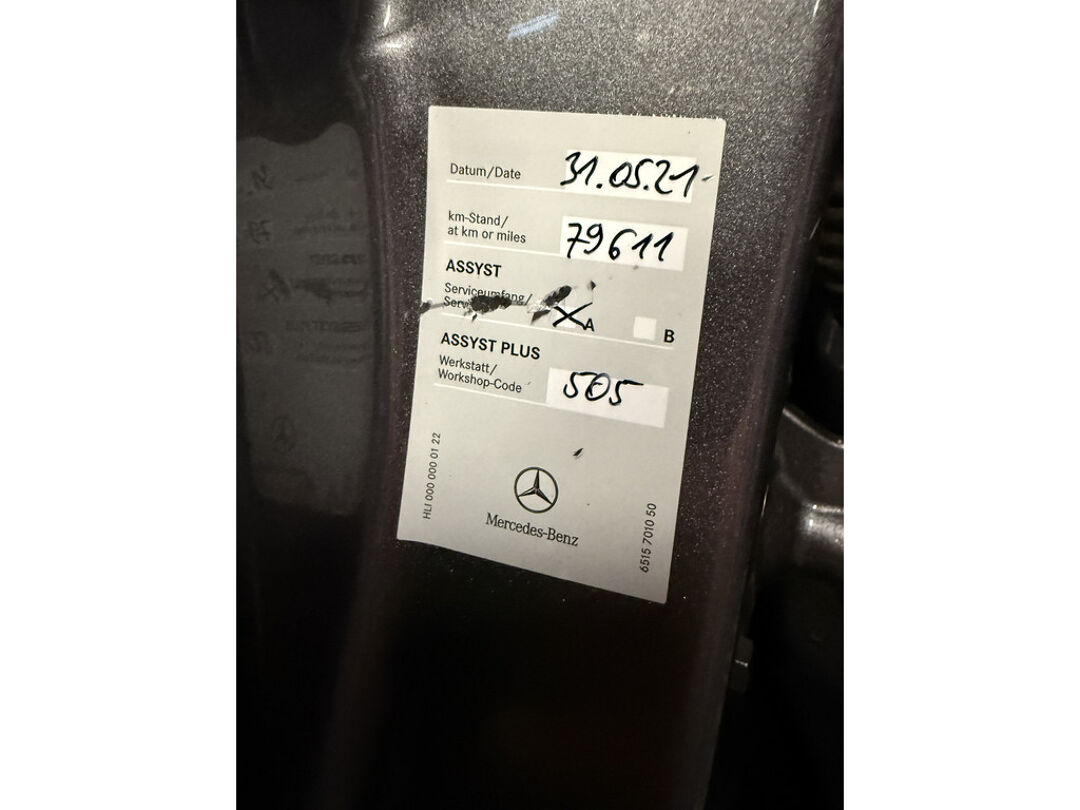 Datum/Date 31.05.21
km-Stand/
at km or miles 79611
ASSYST
Serviceumfang/
A B
ASSYST PLUS
Werkstatt/
Workshop-Code 505
HLI 000 000 01 22
Mercedes-Benz
6515 7010 50